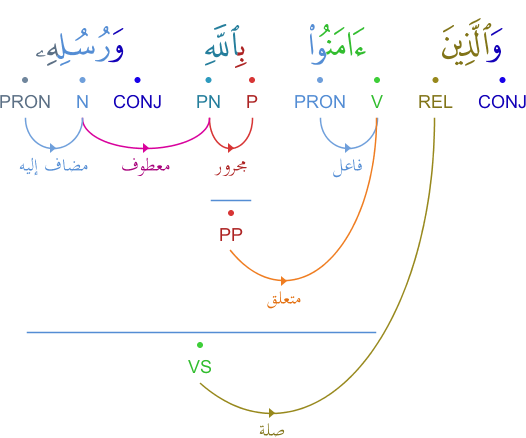 وَٱلَّذِينَ ءَامَنُوا۟ بِٱللَّهِ وَرُسُلِهِۦ
CONJ REL V PRON P PN CONJ N PRON
فاعل مجرور معطوف مضاف إليه
PP
متعلق
VS
صلة